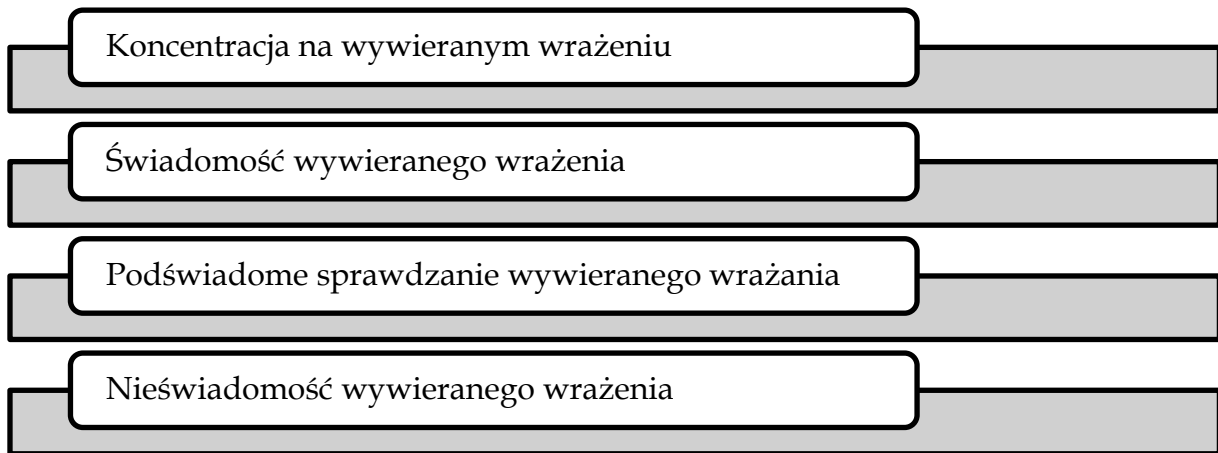 Koncentracja na wywieranym wrażeniu
Świadomość wywieranego wrażenia
Podświadome sprawdzanie wywieranego wrażania
Nieświadomość wywieranego wrażenia